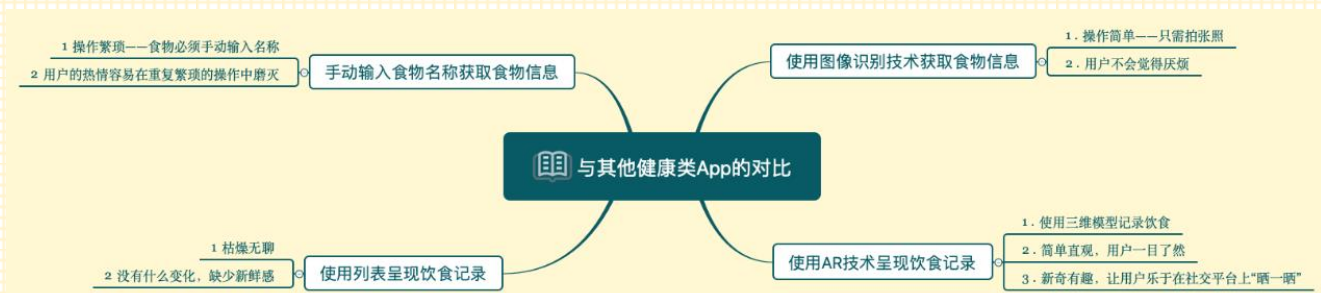 1 操作繁琐——食物必须手动输入名称
2 用户的热情容易在重复繁琐的操作中磨灭
手动输入食物名称获取食物信息
使用图像识别技术获取食物信息
1．操作简单——只需拍张照
2．用户不会觉得厌烦
与其他健康类App的对比
1 枯燥无聊
2 没有什么变化，缺少新鲜感
使用列表呈现饮食记录
使用AR技术呈现饮食记录
1．使用三维模型记录饮食
2．简单直观，用户一目了然
3．新奇有趣，让用户乐于在社交平台上“晒一晒”